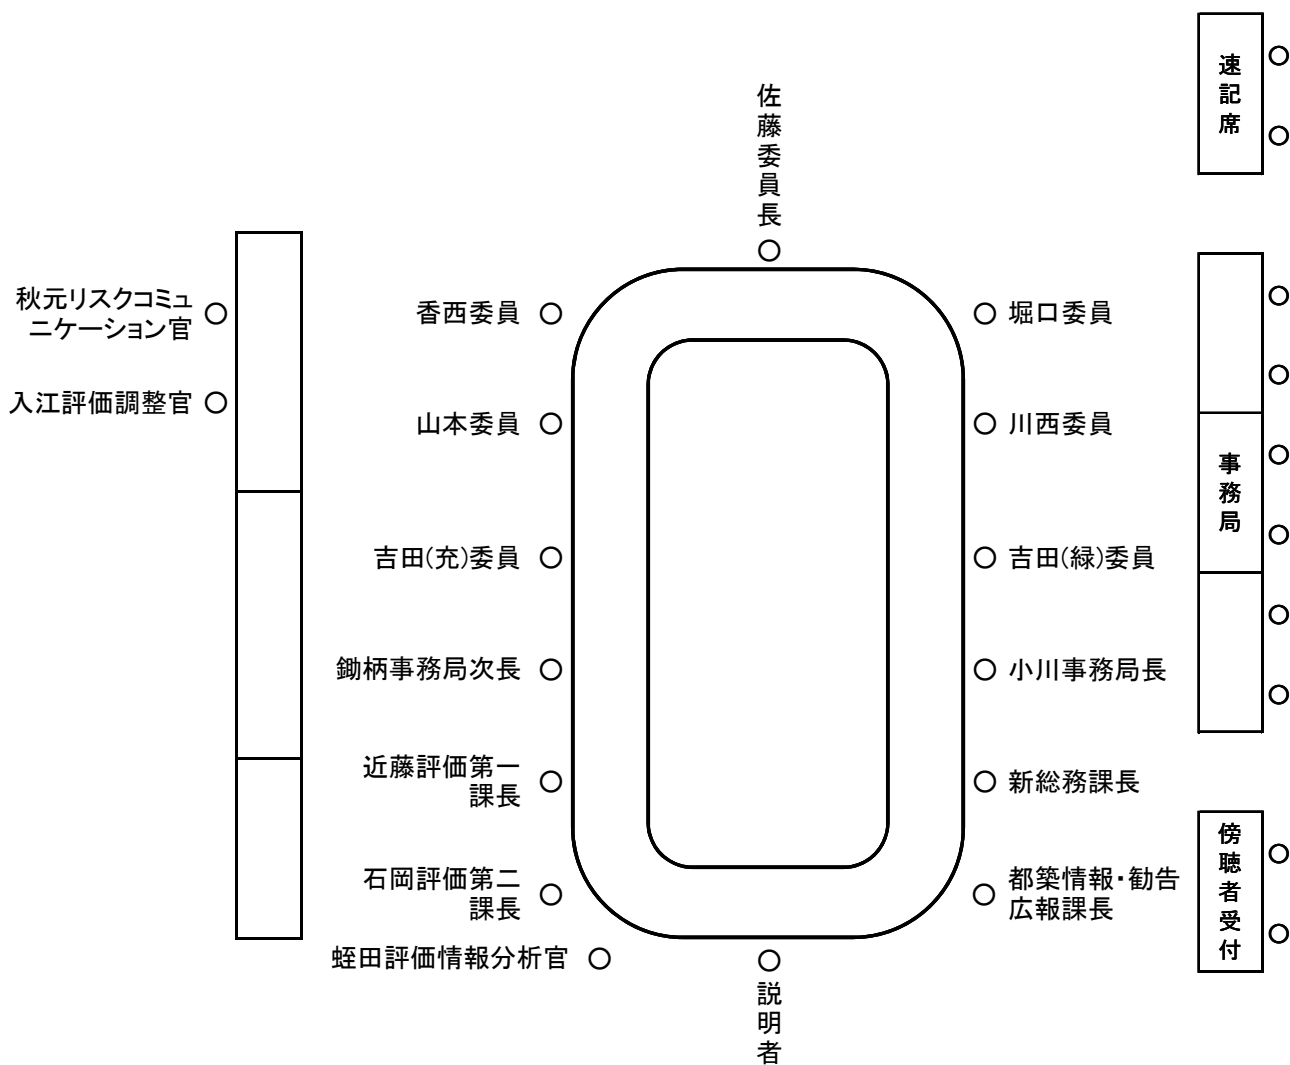 速記席
佐藤委員長
秋元リスクコミュ
ニケーション官
香西委員
堀口委員
入江評価調整官
山本委員
川西委員
事務局
吉田(充)委員
吉田(緑)委員
鋤柄事務局次長
小川事務局長
近藤評価第一
課長
新総務課長
傍聴者受付
石岡評価第二
課長
都築情報・勧告
広報課長
蛭田評価情報分析官
説明者